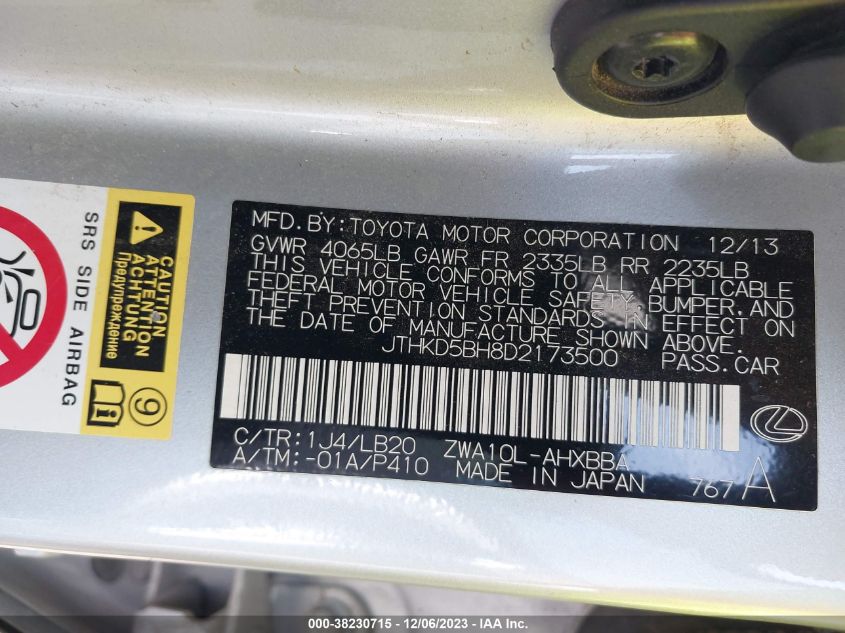 MFD.BY:TOYOTA MOTOR CORPORATION 12/13
GVWR 4065LB GAWR FR 2335LB RR 2235LB
THIS VEHICLE CONFORMS TO ALL APPLICABLE
FEDERAL MOTOR VEHICLE SAFETY,BUMPER,AND
THEFT PREVENTION STANDARDS IN EFFECT ON
THE DATE OF MANUFACTURE SHOWN ABOVE.
JTHKD5BH8D2173500 PASS.CAR
C/TR:1J4/LB20 ZWA10L-AHXBBA
A/TM:-01A/P410 MADE IN JAPAN 767 A
SRS SIDE AIRBAG
CAUTION
ATTENTION
ACHTUNG
Предупреждение
9
000-38230715 - 12/06/2023 - IAA Inc.